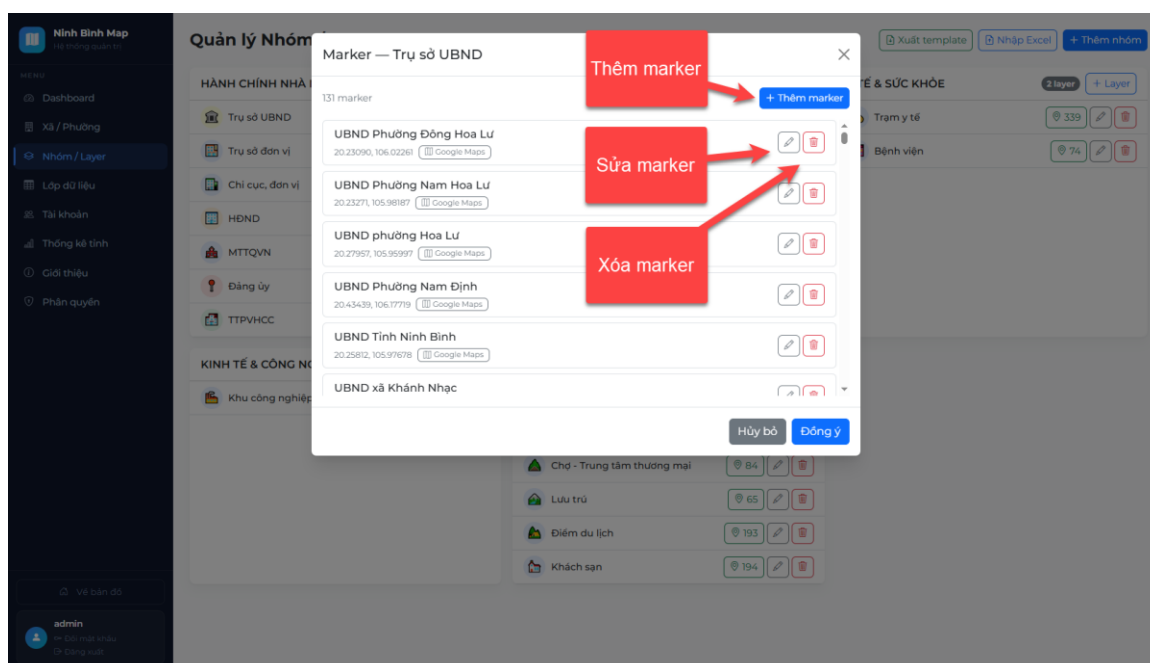 Ninh Bình Map
Hệ thống quản trị
MENU
Dashboard
Xã / Phường
Nhóm / Layer
Lớp dữ liệu
Tài khoản
Thống kê tỉnh
Giới thiệu
Phân quyền
Về bản đồ
admin
Đổi mật khẩu
Đăng xuất
Quản lý Nhóm
Xuất template
Nhập Excel
+ Thêm nhóm
HÀNH CHÍNH NHÀ
Trụ sở UBND
Trụ sở đơn vị
Chi cục, đơn vị
HĐND
MTTQVN
Đảng ủy
TTPVHCC
KINH TẾ & CÔNG
Khu công nghiệp
Marker — Trụ sở UBND
131 marker
+ Thêm marker
UBND Phường Đông Hoa Lư
20.23090, 106.02261 Google Maps
UBND Phường Nam Hoa Lư
20.23271, 105.98187 Google Maps
UBND phường Hoa Lư
20.27957, 105.95997 Google Maps
UBND Phường Nam Định
20.43439, 106.17719 Google Maps
UBND Tỉnh Ninh Bình
20.25812, 105.97678 Google Maps
UBND xã Khánh Nhạc
Hủy bỏ
Đồng ý
Thêm marker
Sửa marker
Xóa marker
Chợ - Trung tâm thương mại 84
Lưu trú 65
Điểm du lịch 193
Khách sạn 194
TẾ & SỨC KHỎE
2 layer
+ Layer
Trạm y tế 339
Bệnh viện 74